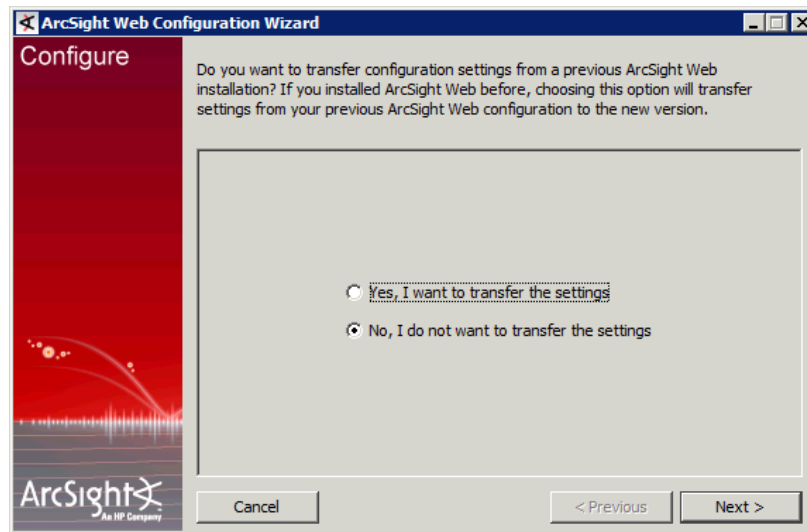 ArcSight Web Configuration Wizard
Configure
Do you want to transfer configuration settings from a previous ArcSight Web
installation? If you installed ArcSight Web before, choosing this option will transfer
settings from your previous ArcSight Web configuration to the new version.
Yes, I want to transfer the settings
No, I do not want to transfer the settings
ArcSight
An HP Company
Cancel
< Previous
Next >